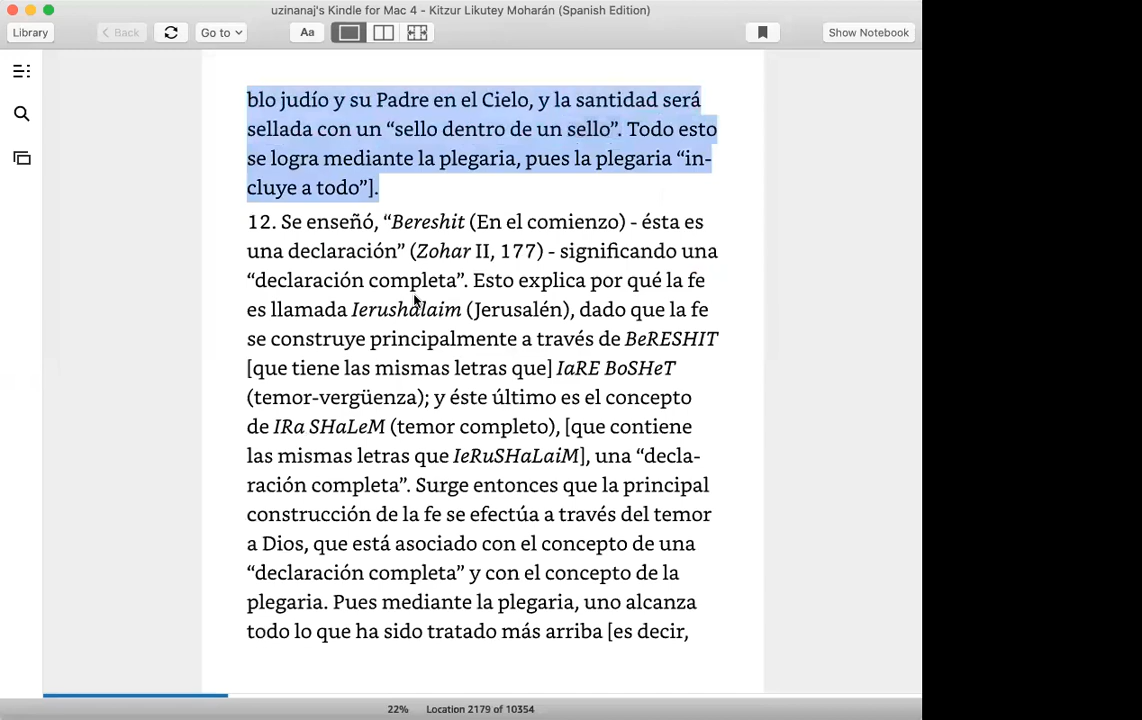 uzinanaj's Kindle for Mac 4 - Kitzur Likutey Moharán (Spanish Edition)
Library
Back
Go to
Aa
Show Notebook
blo judío y su Padre en el Cielo, y la santidad será
sellada con un “sello dentro de un sello”. Todo esto
se logra mediante la plegaria, pues la plegaria “in-
cluye a todo”].
12. Se enseñó, “Bereshit (En el comienzo) - ésta es
una declaración” (Zohar II, 177) - significando una
“declaración completa”. Esto explica por qué la fe
es llamada Ierushalaim (Jerusalén), dado que la fe
se construye principalmente a través de BeRESHIT
[que tiene las mismas letras que] IaRE BoSHeT
(temor-vergüenza); y éste último es el concepto
de IRa SHaLeM (temor completo), [que contiene
las mismas letras que IeRuSHaLaiM], una “decla-
ración completa”. Surge entonces que la principal
construcción de la fe se efectúa a través del temor
a Dios, que está asociado con el concepto de una
“declaración completa” y con el concepto de la
plegaria. Pues mediante la plegaria, uno alcanza
todo lo que ha sido tratado más arriba [es decir,
22% Location 2179 of 10354